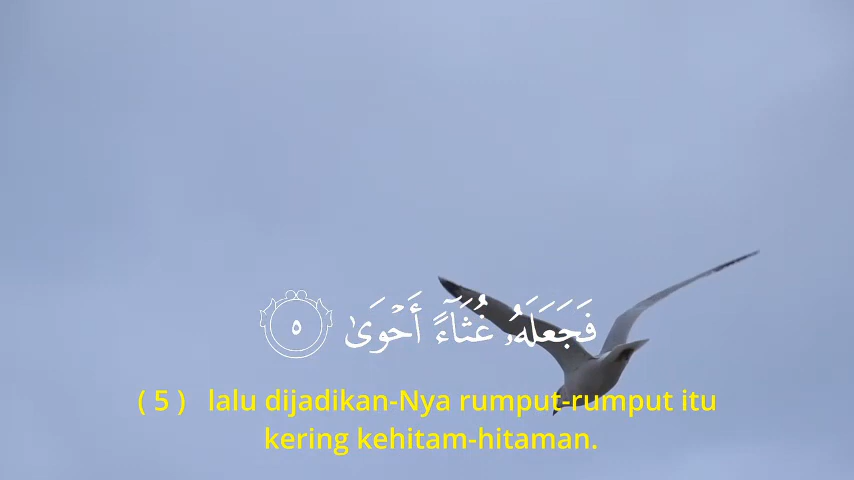 فَجَعَلَهُۥ غُثَآءً أَحْوَىٰ ٥
( 5 ) lalu dijadikan-Nya rumput-rumput itu
kering kehitam-hitaman.